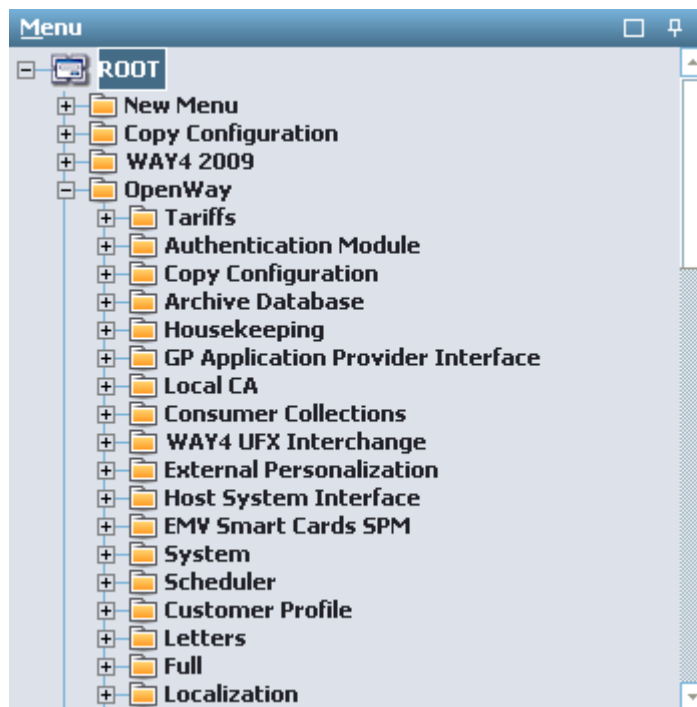 Menu
ROOT
New Menu
Copy Configuration
WAY4 2009
OpenWay
Tariffs
Authentication Module
Copy Configuration
Archive Database
Housekeeping
GP Application Provider Interface
Local CA
Consumer Collections
WAY4 UFX Interchange
External Personalization
Host System Interface
EMV Smart Cards SPM
System
Scheduler
Customer Profile
Letters
Full
Localization